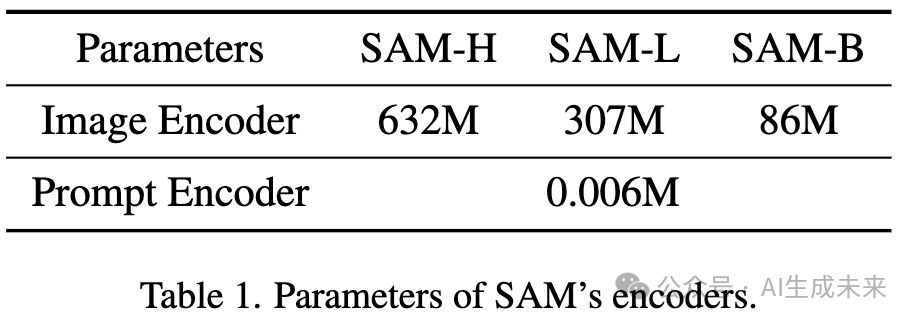 Parameters SAM-H SAM-L SAM-B
Image Encoder 632M 307M 86M
Prompt Encoder 0.006M
Table 1. Parameters of SAM's encoders.
公众号 · AI生成未来